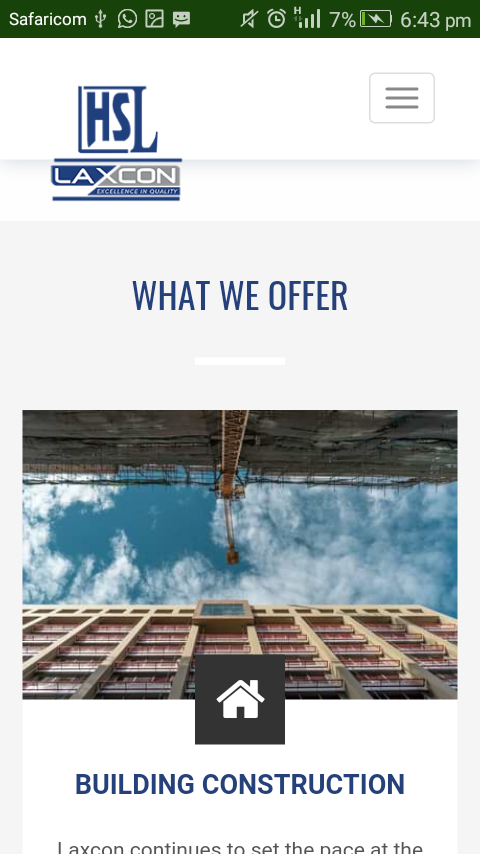 Safaricom H 7% 6:43 pm
HSL
LAXCON
EXCELLENCE IN QUALITY
WHAT WE OFFER
BUILDING CONSTRUCTION
Laxcon continues to set the pace at the